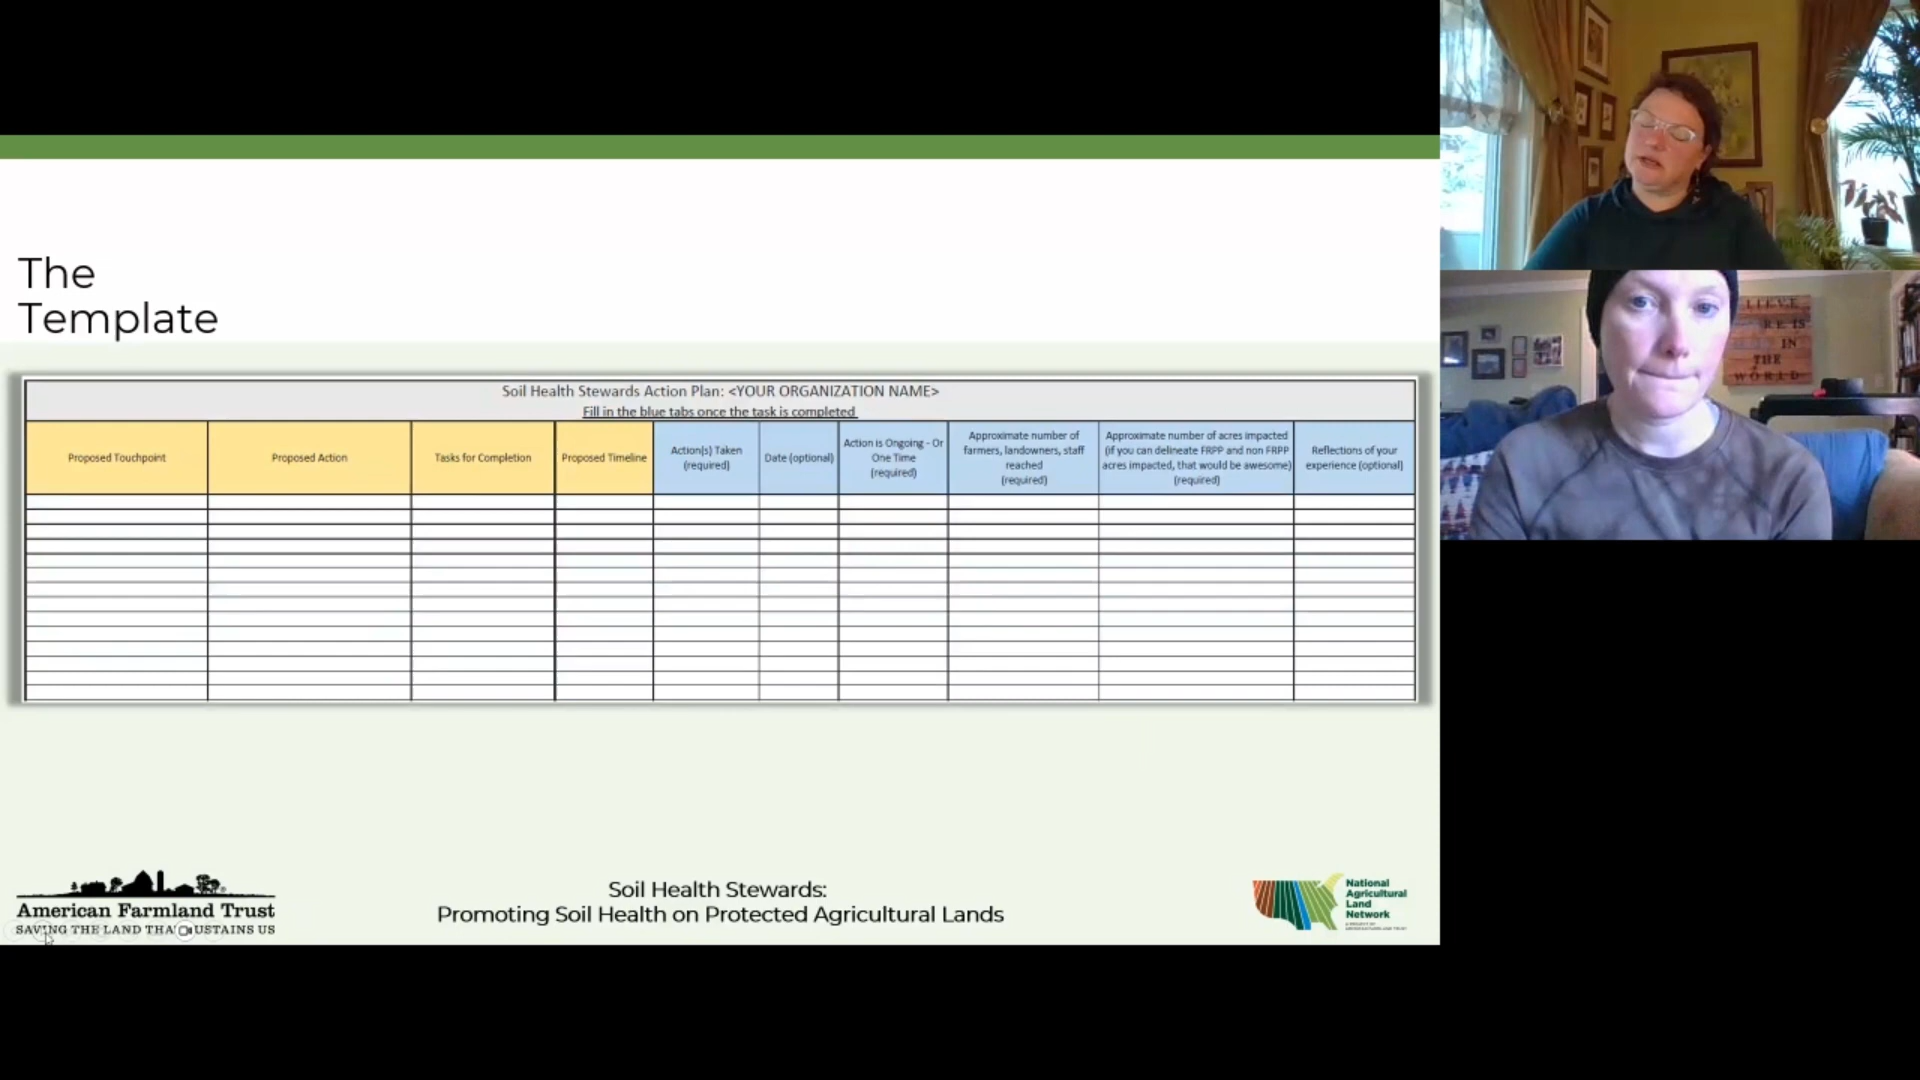 The
Template
Soil Health Stewards Action Plan: <YOUR ORGANIZATION NAME>
Fill in the blue tabs once the task is completed
Proposed Touchpoint
Proposed Action
Tasks for Completion
Proposed Timeline
Action(s) Taken
(required)
Date (optional)
Action is Ongoing - Or
One Time
(required)
Approximate number of
farmers, landowners, staff
reached
(required)
Approximate number of acres impacted
(if you can delineate FRPP and non FRPP
acres impacted, that would be awesome)
(required)
Reflections of your
experience (optional)
American Farmland Trust
SAVING THE LAND THAT SUSTAINS US
Soil Health Stewards:
Promoting Soil Health on Protected Agricultural Lands
National
Agricultural
Land
Network
IN
THE
WORLD